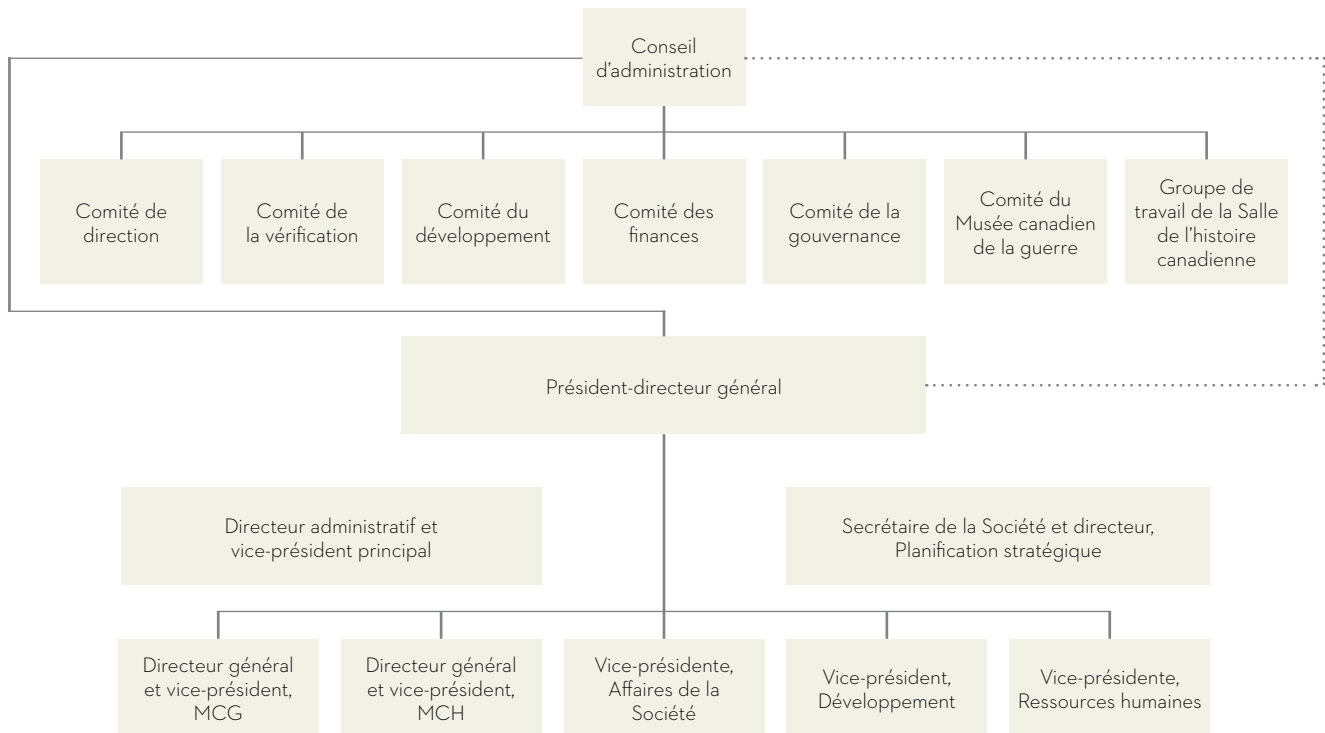 Conseil
d'administration
Comité de
direction
Comité de
la vérification
Comité du
développement
Comité des
finances
Comité de la
gouvernance
Comité du
Musée canadien
de la guerre
Groupe de
travail de la Salle
de l'histoire
canadienne
Président-directeur général
Directeur administratif et
vice-président principal
Secrétaire de la Société et directeur,
Planification stratégique
Directeur général
et vice-président,
MCG
Directeur général
et vice-président,
MCH
Vice-présidente,
Affaires de la
Société
Vice-président,
Développement
Vice-présidente,
Ressources humaines